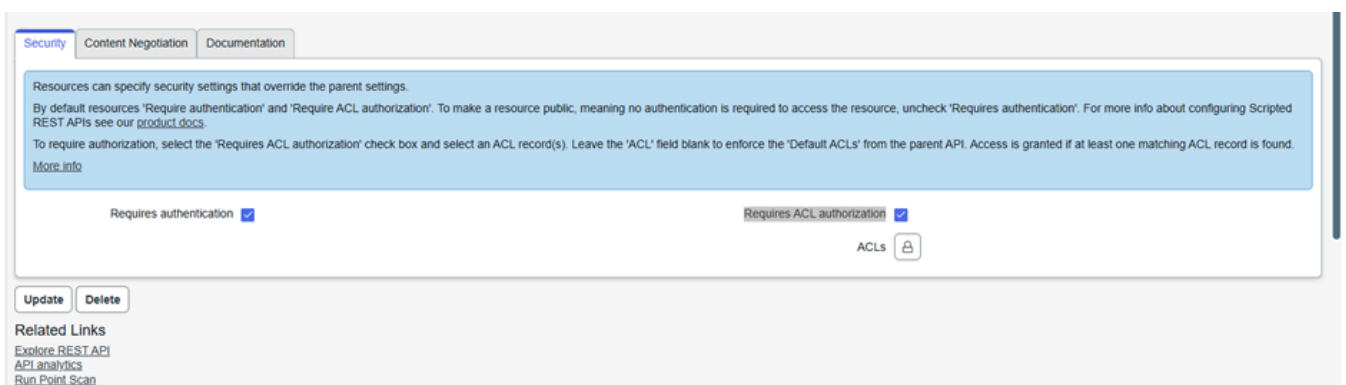 Security Content Negotiation Documentation
Resources can specify security settings that override the parent settings.
By default resources 'Require authentication' and 'Require ACL authorization'. To make a resource public, meaning no authentication is required to access the resource, uncheck 'Requires authentication'. For more info about configuring Scripted
REST APIs see our product docs.
To require authorization, select the 'Requires ACL authorization' check box and select an ACL record(s). Leave the 'ACL' field blank to enforce the 'Default ACLs' from the parent API. Access is granted if at least one matching ACL record is found.
More info
Requires authentication Requires ACL authorization
ACLs
Update Delete
Related Links
Explore REST API
API analytics
Run Point Scan